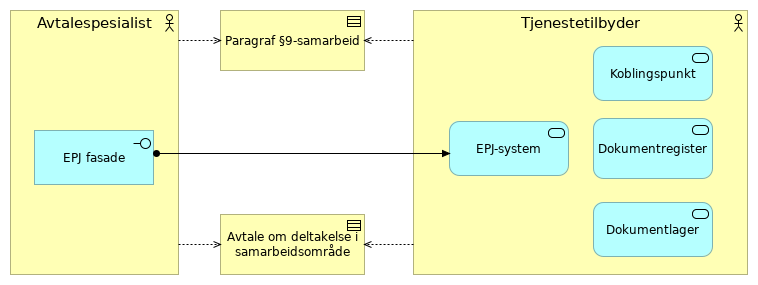 Avtalespesialist
Tjenestetilbyder
Paragraf §9-samarbeid
Koblingspunkt
EPJ fasade
EPJ-system
Dokumentregister
Avtale om deltakelse i
samarbeidsområde
Dokumentlager